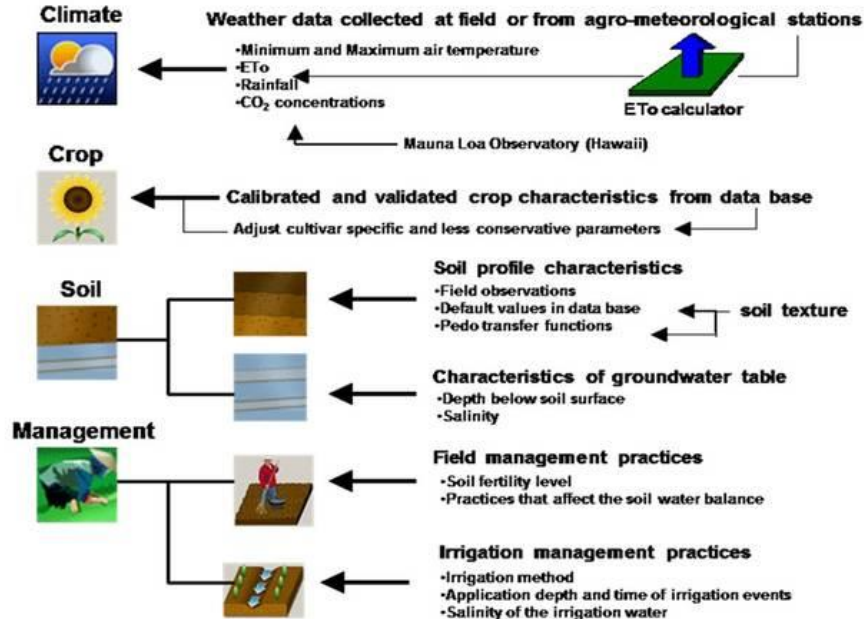 Climate
Weather data collected at field or from agro-meteorological stations
•Minimum and Maximum air temperature
•ETo
•Rainfall
•CO₂ concentrations
ETo calculator
Mauna Loa Observatory (Hawaii)
Crop
Calibrated and validated crop characteristics from data base
Adjust cultivar specific and less conservative parameters
Soil
Soil profile characteristics
•Field observations
•Default values in data base
•Pedo transfer functions
soil texture
Characteristics of groundwater table
•Depth below soil surface
•Salinity
Management
Field management practices
•Soil fertility level
•Practices that affect the soil water balance
Irrigation management practices
•Irrigation method
•Application depth and time of irrigation events
•Salinity of the irrigation water